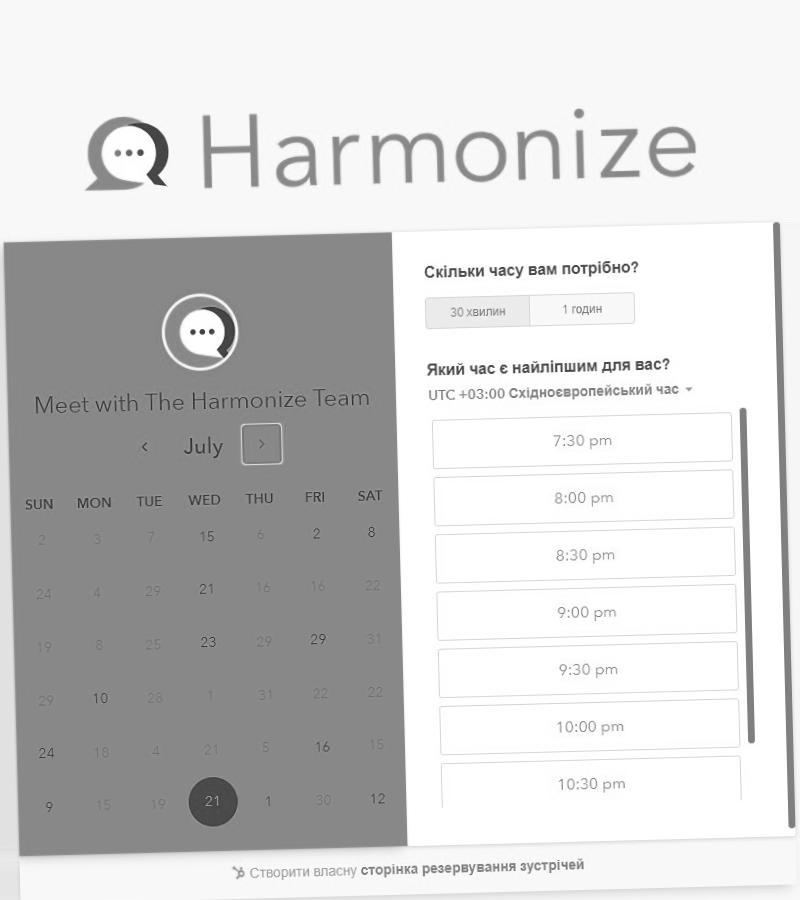 Harmonize
Meet with The Harmonize Team
July
SUN MON TUE WED THU FRI SAT
2 3 7 15 6 2 8
24 4 29 21 16 16 22
19 8 25 23 29 29 31
29 10 28 1 31 22 22
24 18 4 21 5 16 15
9 15 19 21 1 30 12
Скільки часу вам потрібно?
30 хвилин 1 годин
Який час є найліпшим для вас?
UTC +03:00 Східноєвропейський час
7:30 pm
8:00 pm
8:30 pm
9:00 pm
9:30 pm
10:00 pm
10:30 pm
Створити власну сторінка резервування зустрічей